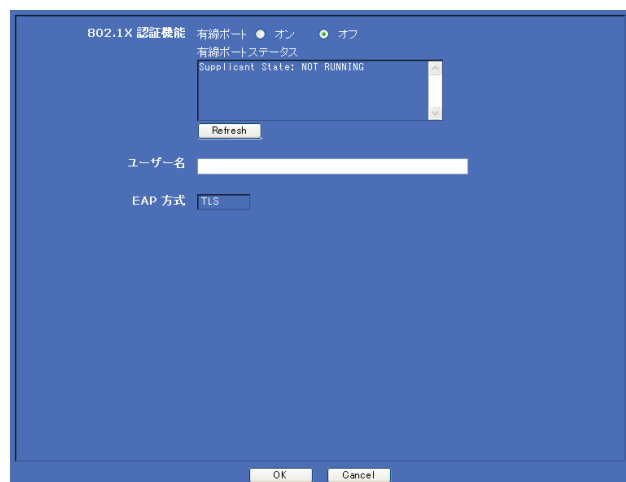 802.1X 認証機能 有線ポート オン オフ
有線ポートステータス
Supplicant State: NOT RUNNING
Refresh
ユーザー名
EAP 方式 TLS
OK Cancel